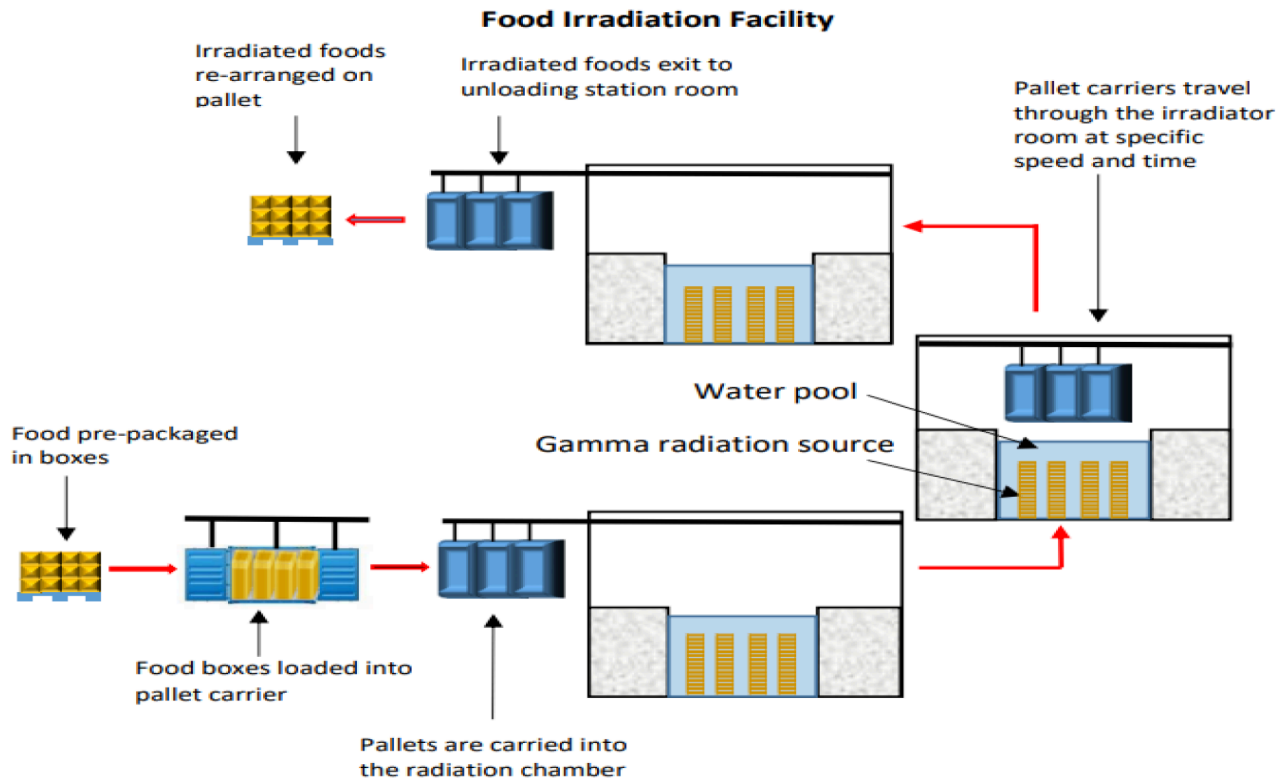 Food Irradiation Facility
Irradiated foods
re-arranged on
pallet
Irradiated foods exit to
unloading station room
Pallet carriers travel
through the irradiator
room at specific
speed and time
Water pool
Gamma radiation source
Food pre-packaged
in boxes
Food boxes loaded into
pallet carrier
Pallets are carried into
the radiation chamber